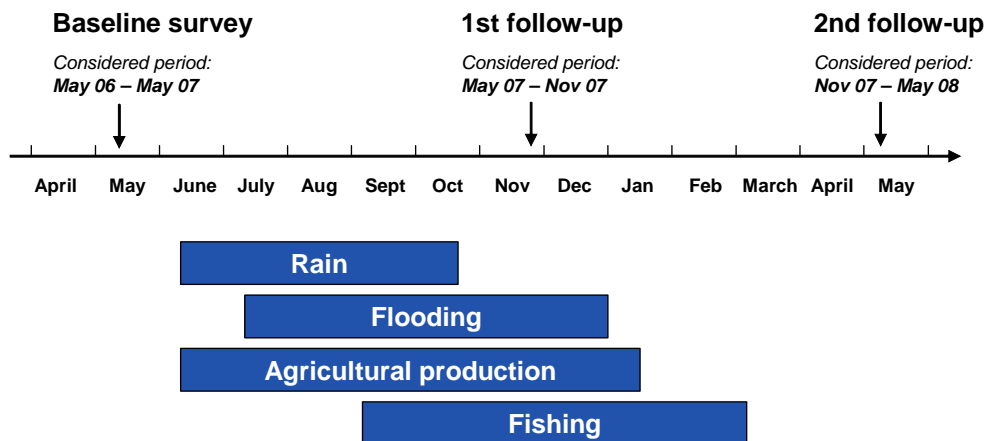 Baseline survey
Considered period:
May 06 – May 07
1st follow-up
Considered period:
May 07 – Nov 07
2nd follow-up
Considered period:
Nov 07 – May 08
April May June July Aug Sept Oct Nov Dec Jan Feb March April May
Rain
Flooding
Agricultural production
Fishing